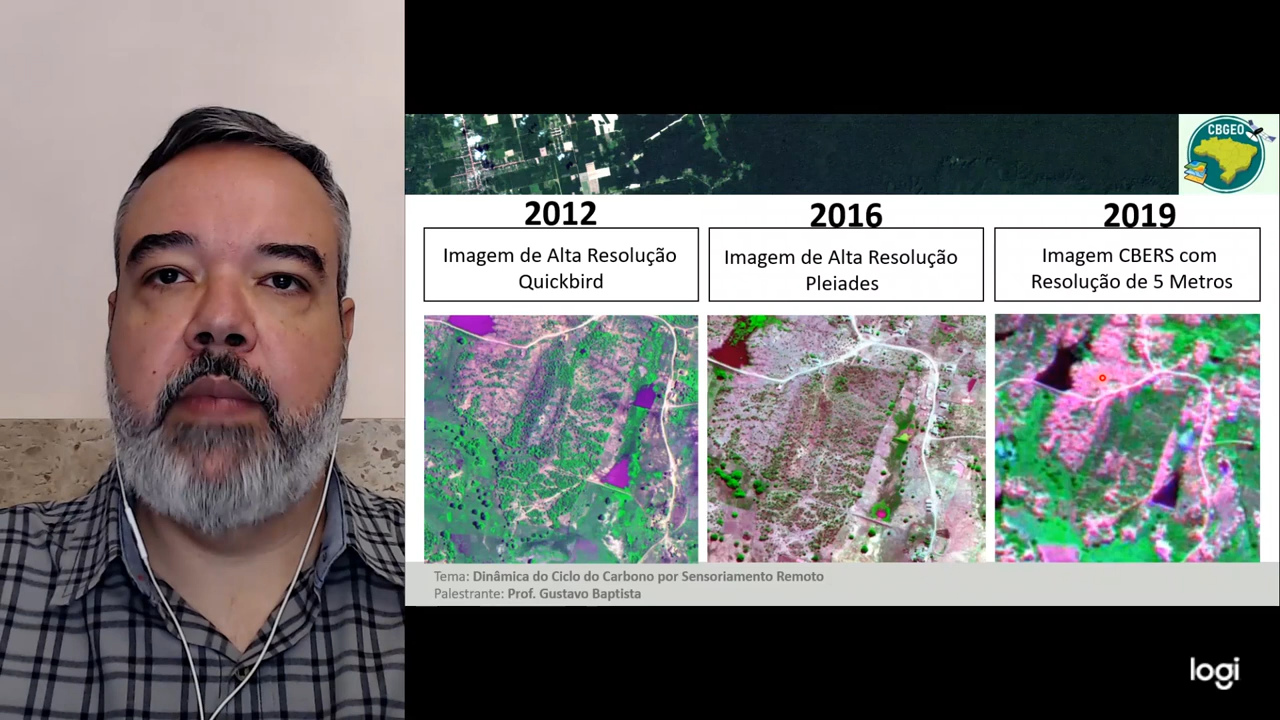 CBGEO
2012
2016
2019
Imagem de Alta Resolução
Quickbird
Imagem de Alta Resolução
Pleiades
Imagem CBERS com
Resolução de 5 Metros
Tema: Dinâmica do Ciclo do Carbono por Sensoriamento Remoto
Palestrante: Prof. Gustavo Baptista
logi